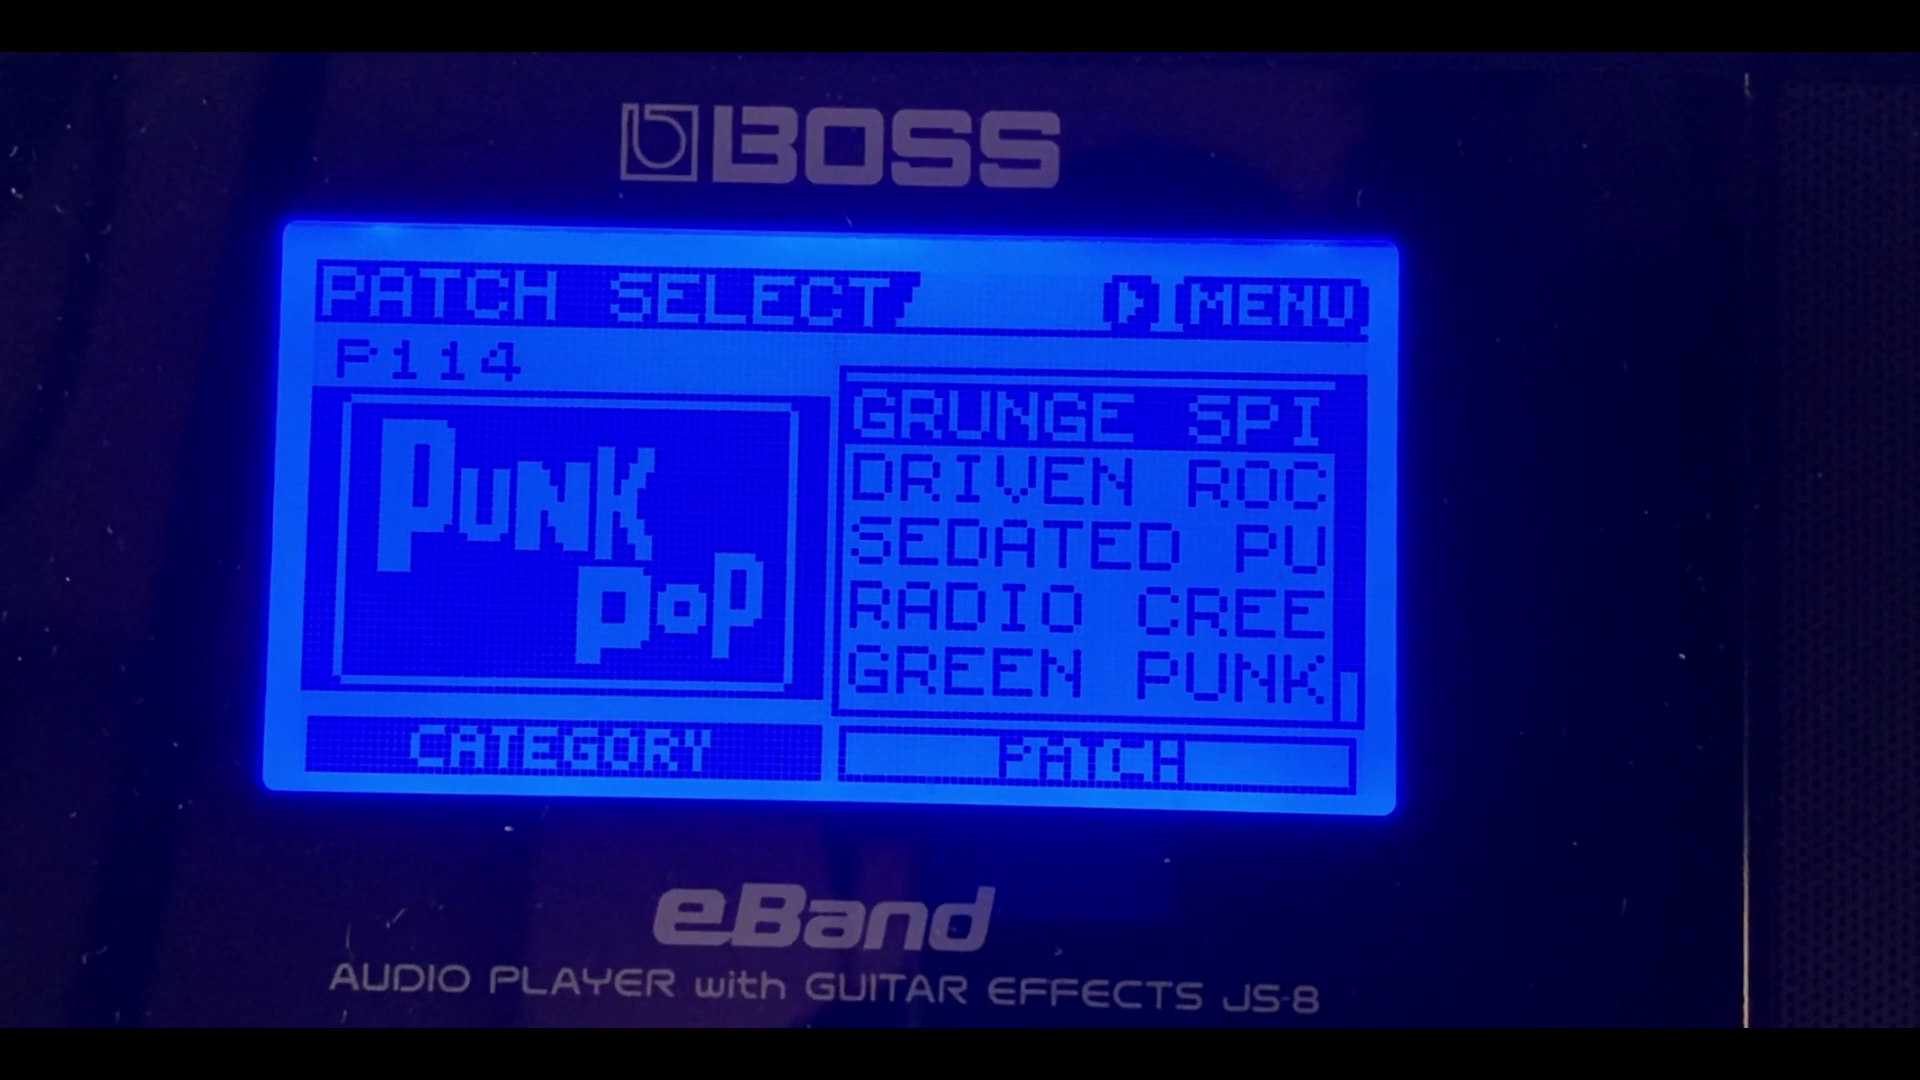 BOSS
PATCH SELECT
MENU
P114
PUNK
POP
GRUNGE SPI
DRIVEN ROC
SEDATED PU
RADIO CREE
GREEN PUNK
CATEGORY
PATCH
eBand
AUDIO PLAYER with GUITAR EFFECTS JS-8